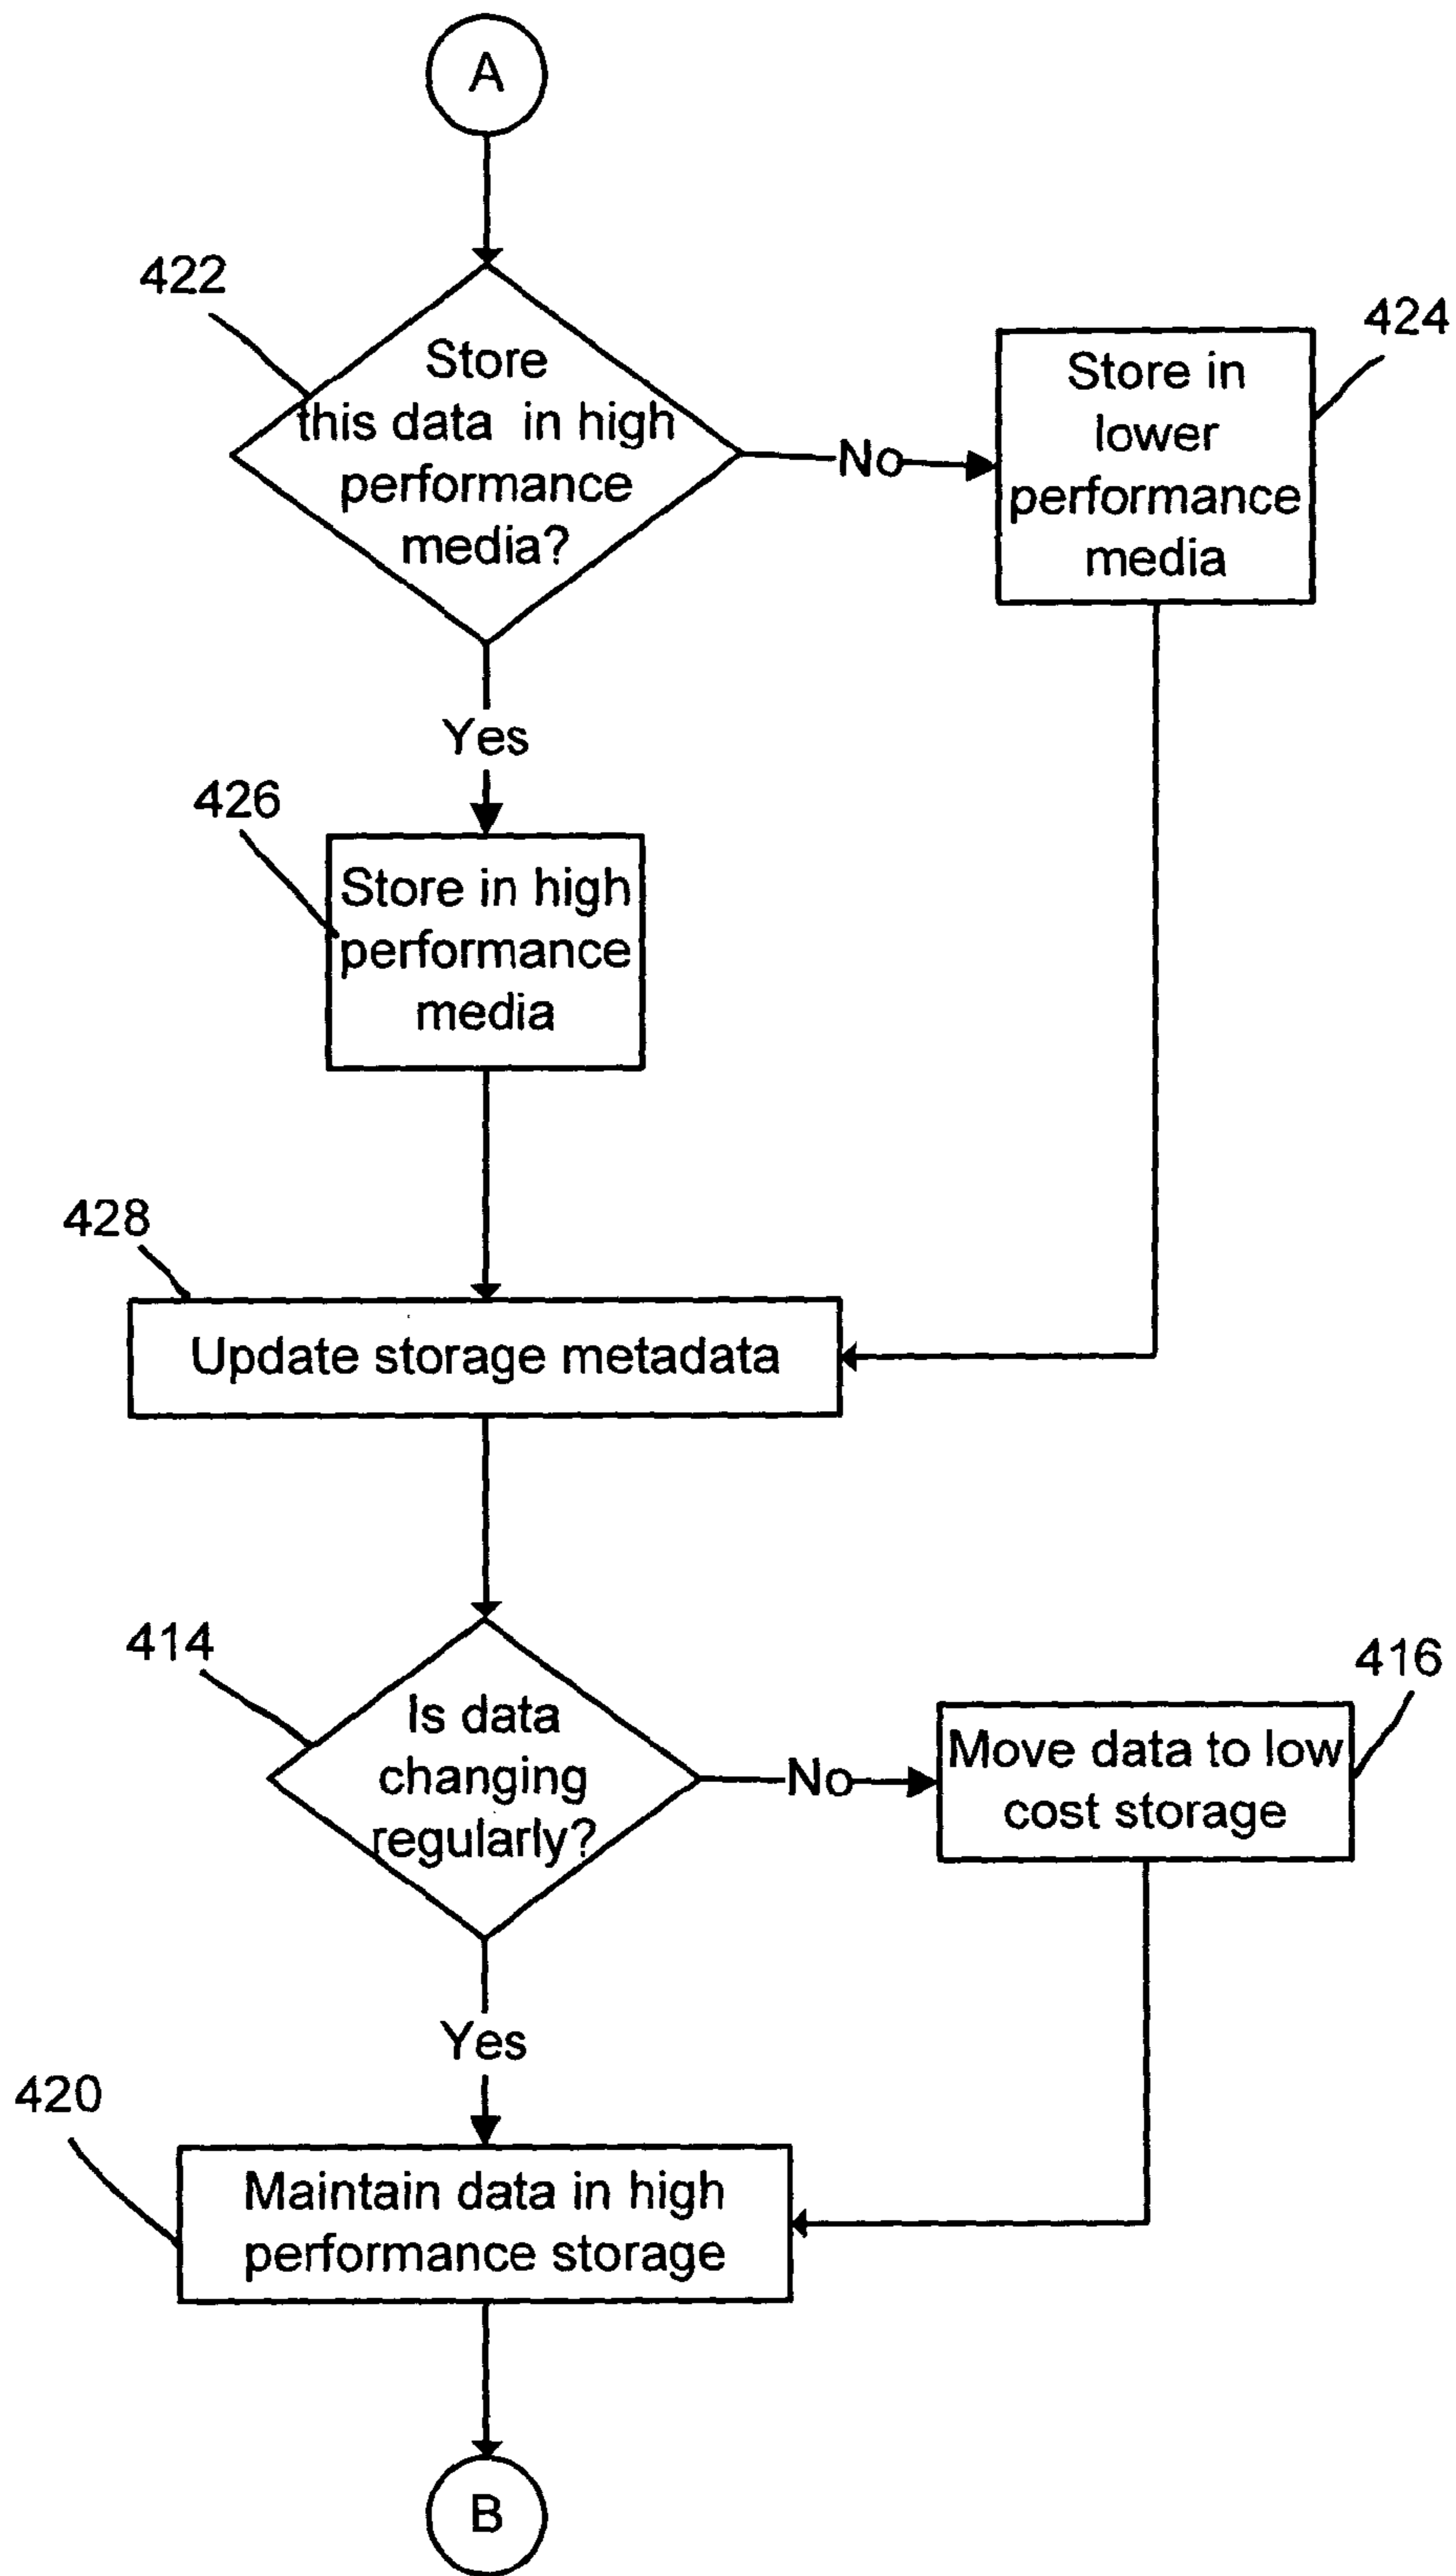 A
422
Store
this data in high
performance
media?
No
424
Store in
lower
performance
media
Yes
426
Store in high
performance
media
428
Update storage metadata
414
Is data
changing
regularly?
No
416
Move data to low
cost storage
Yes
420
Maintain data in high
performance storage
B